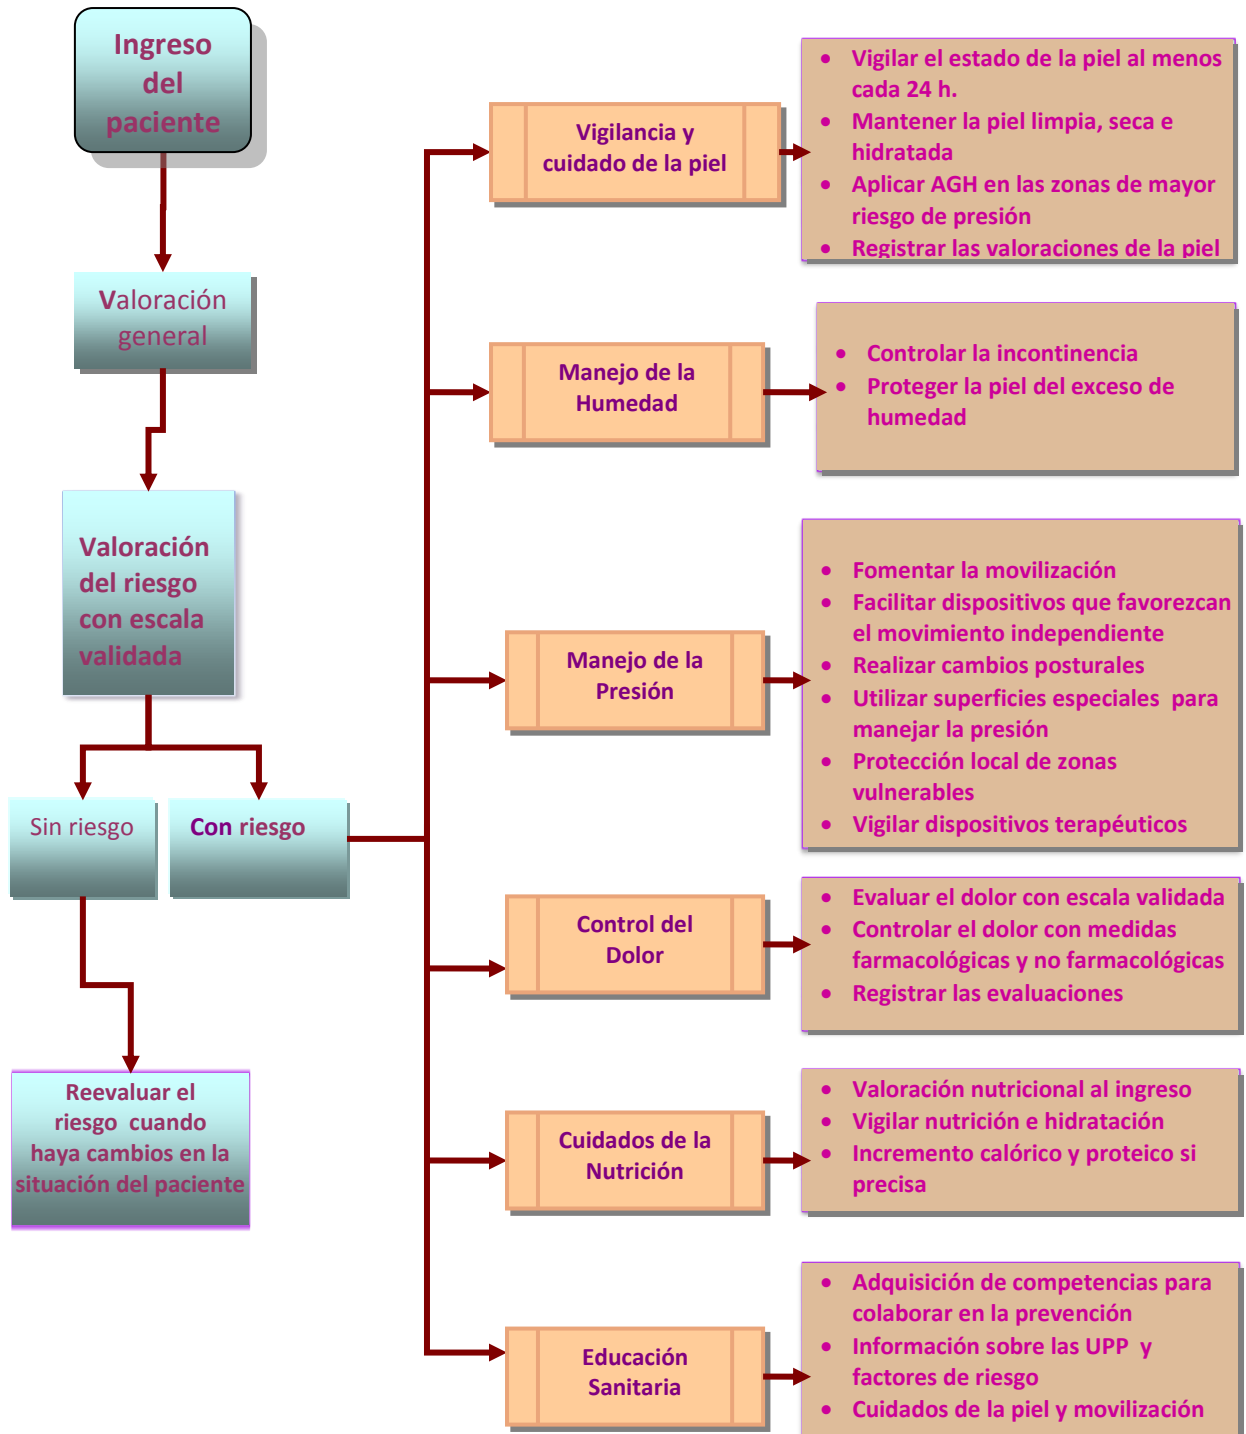 Ingreso
del
paciente
Valoración
general
Valoración
del riesgo
con escala
validada
Sin riesgo
Con riesgo
Reevaluar el
riesgo cuando
haya cambios en la
situación del paciente
Vigilancia y
cuidado de la piel
• Vigilar el estado de la piel al menos
cada 24 h.
• Mantener la piel limpia, seca e
hidratada
• Aplicar AGH en las zonas de mayor
riesgo de presión
• Registrar las valoraciones de la piel
Manejo de la
Humedad
• Controlar la incontinencia
• Proteger la piel del exceso de
humedad
Manejo de la
Presión
• Fomentar la movilización
• Facilitar dispositivos que favorezcan
el movimiento independiente
• Realizar cambios posturales
• Utilizar superficies especiales para
manejar la presión
• Protección local de zonas
vulnerables
• Vigilar dispositivos terapéuticos
Control del
Dolor
• Evaluar el dolor con escala validada
• Controlar el dolor con medidas
farmacológicas y no farmacológicas
• Registrar las evaluaciones
Cuidados de la
Nutrición
• Valoración nutricional al ingreso
• Vigilar nutrición e hidratación
• Incremento calórico y proteico si
precisa
Educación
Sanitaria
• Adquisición de competencias para
colaborar en la prevención
• Información sobre las UPP y
factores de riesgo
• Cuidados de la piel y movilización